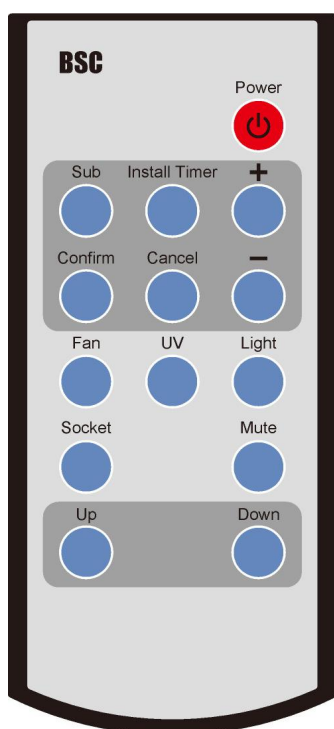 BSC
Power
Sub Install Timer +
Confirm Cancel −
Fan UV Light
Socket Mute
Up Down